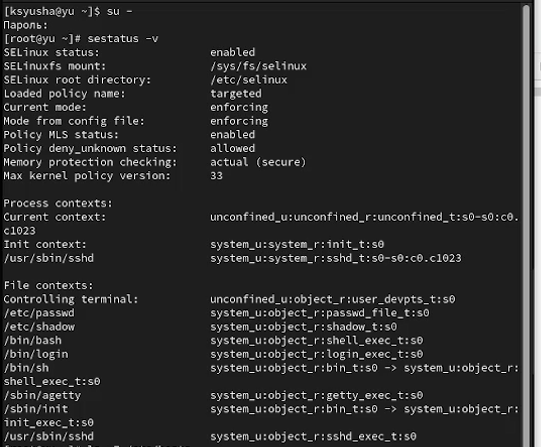 [ksyusha@yu ~]$ su -
Пароль:
[root@yu ~]# sestatus -v
SELinux status:                 enabled
SELinuxfs mount:                /sys/fs/selinux
SELinux root directory:         /etc/selinux
Loaded policy name:             targeted
Current mode:                   enforcing
Mode from config file:          enforcing
Policy MLS status:              enabled
Policy deny_unknown status:     allowed
Memory protection checking:     actual (secure)
Max kernel policy version:      33

Process contexts:
Current context:                unconfined_u:unconfined_r:unconfined_t:s0-s0:c0.
c1023
Init context:                   system_u:system_r:init_t:s0
/usr/sbin/sshd                  system_u:system_r:sshd_t:s0-s0:c0.c1023

File contexts:
Controlling terminal:           unconfined_u:object_r:user_devpts_t:s0
/etc/passwd                     system_u:object_r:passwd_file_t:s0
/etc/shadow                     system_u:object_r:shadow_t:s0
/bin/bash                       system_u:object_r:shell_exec_t:s0
/bin/login                      system_u:object_r:login_exec_t:s0
/bin/sh                         system_u:object_r:bin_t:s0 -> system_u:object_r:
shell_exec_t:s0
/sbin/agetty                    system_u:object_r:getty_exec_t:s0
/sbin/init                      system_u:object_r:bin_t:s0 -> system_u:object_r:
init_exec_t:s0
/usr/sbin/sshd                  system_u:object_r:sshd_exec_t:s0